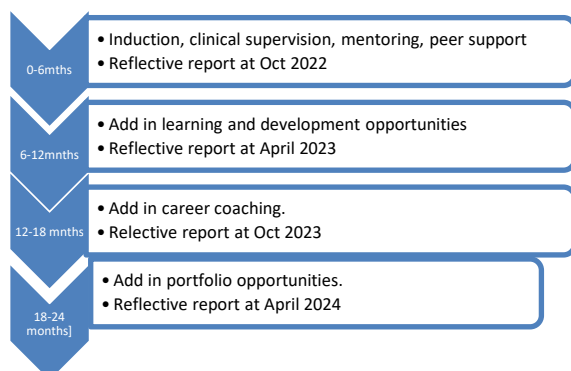 0-6mths
• Induction, clinical supervision, mentoring, peer support
• Reflective report at Oct 2022
6-12mnths
• Add in learning and development opportunities
• Reflective report at April 2023
12-18 mnths
• Add in career coaching.
• Relective report at Oct 2023
18-24
months]
• Add in portfolio opportunities.
• Reflective report at April 2024